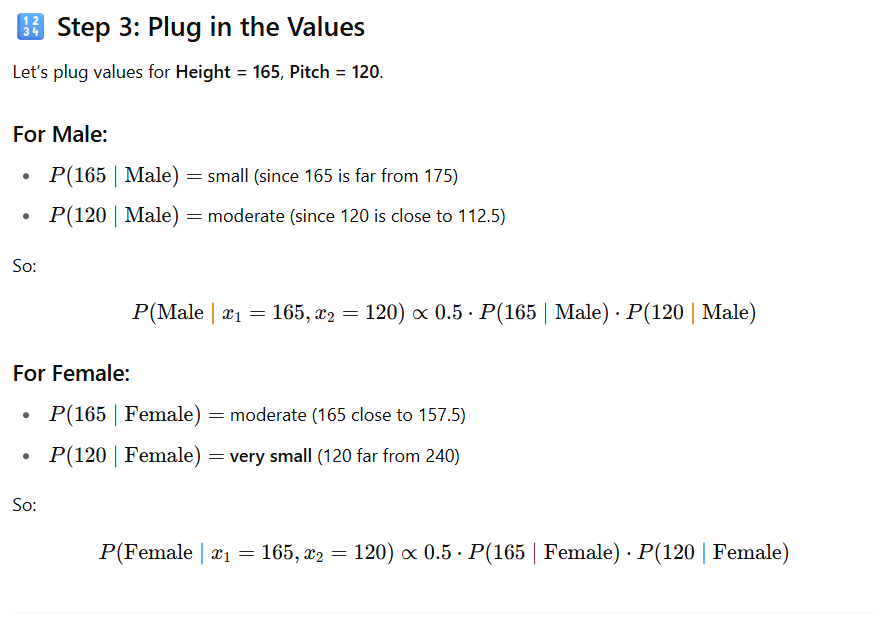 🔢 Step 3: Plug in the Values
Let’s plug values for Height = 165, Pitch = 120.
For Male:
• P(165 | Male) = small (since 165 is far from 175)
• P(120 | Male) = moderate (since 120 is close to 112.5)
So:
P(Male | x₁ = 165, x₂ = 120) ∝ 0.5 · P(165 | Male) · P(120 | Male)
For Female:
• P(165 | Female) = moderate (165 close to 157.5)
• P(120 | Female) = very small (120 far from 240)
So:
P(Female | x₁ = 165, x₂ = 120) ∝ 0.5 · P(165 | Female) · P(120 | Female)